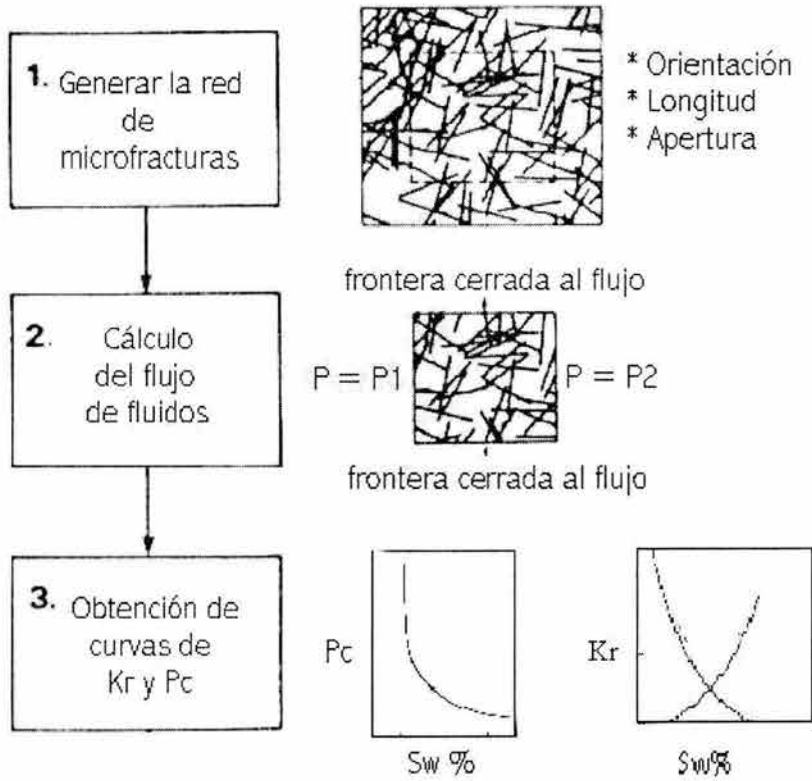 1. Generar la red
de
microfracturas
* Orientación
* Longitud
* Apertura
frontera cerrada al flujo
2. Cálculo
del flujo
de fluidos
P = P1
P = P2
frontera cerrada al flujo
3. Obtención de
curvas de
Kr y Pc
Pc
Sw %
Kr
Sw%